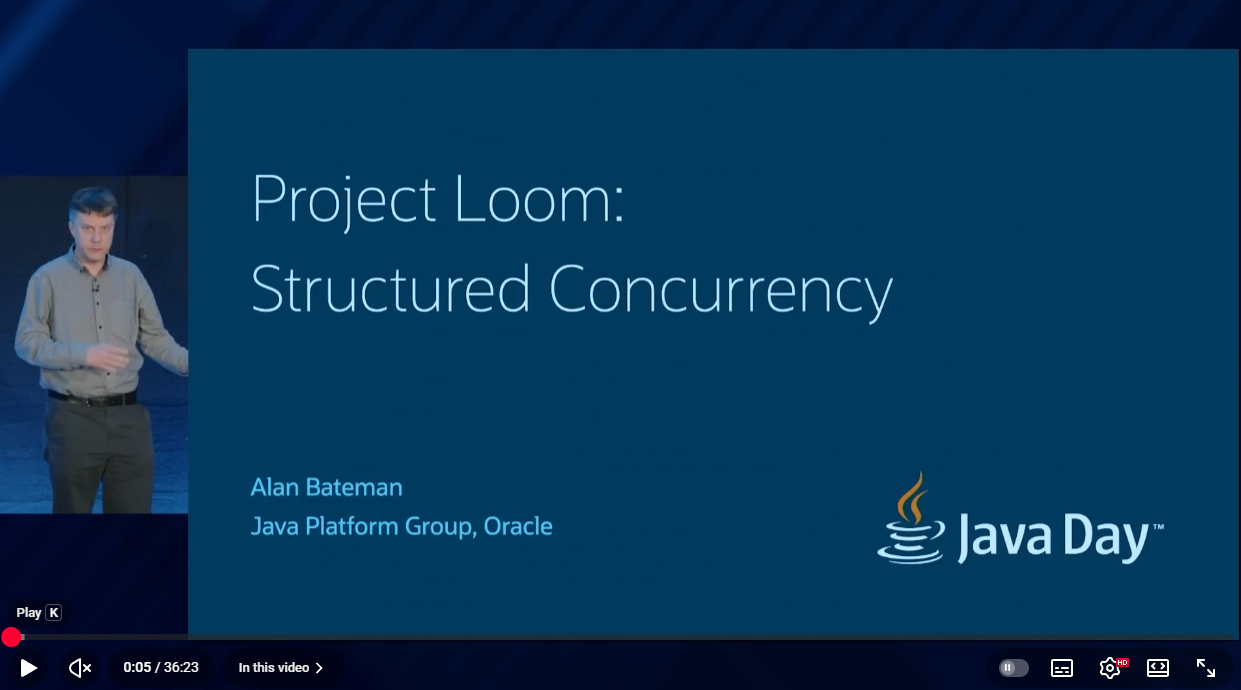 Project Loom:
Structured Concurrency
Alan Bateman
Java Platform Group, Oracle
Java Day™
Play K
0:05 / 36:23
In this video
HD